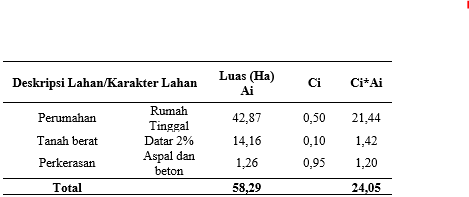 Deskripsi Lahan/Karakter Lahan Luas (Ha) Ai Ci Ci*Ai
Perumahan Rumah Tinggal 42,87 0,50 21,44
Tanah berat Datar 2% 14,16 0,10 1,42
Perkerasan Aspal dan beton 1,26 0,95 1,20
Total 58,29 24,05